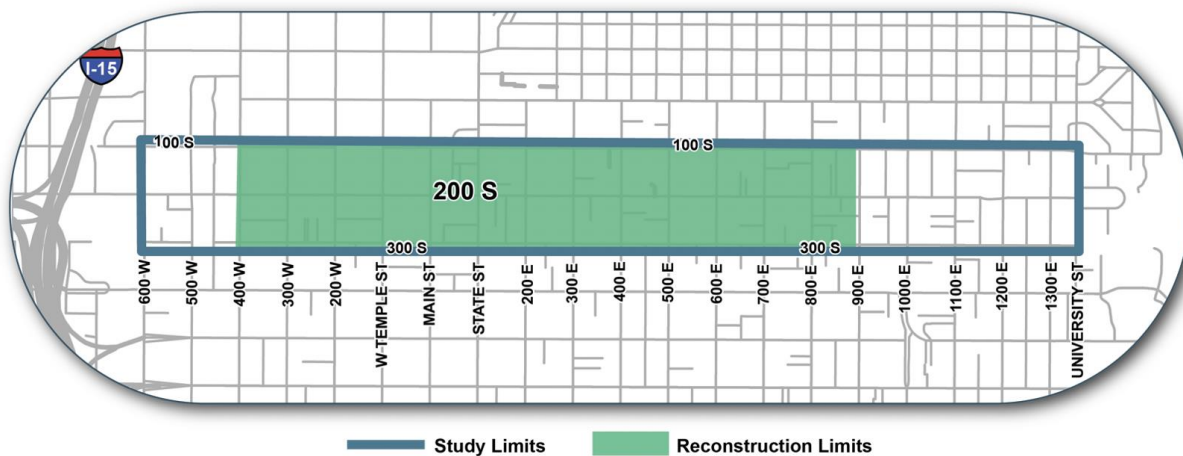 I-15
100 S
100 S
200 S
300 S
300 S
600 W
500 W
400 W
300 W
200 W
W TEMPLE ST
MAIN ST
STATE ST
200 E
300 E
400 E
500 E
600 E
700 E
800 E
900 E
1000 E
1100 E
1200 E
1300 E
UNIVERSITY ST
Study Limits
Reconstruction Limits